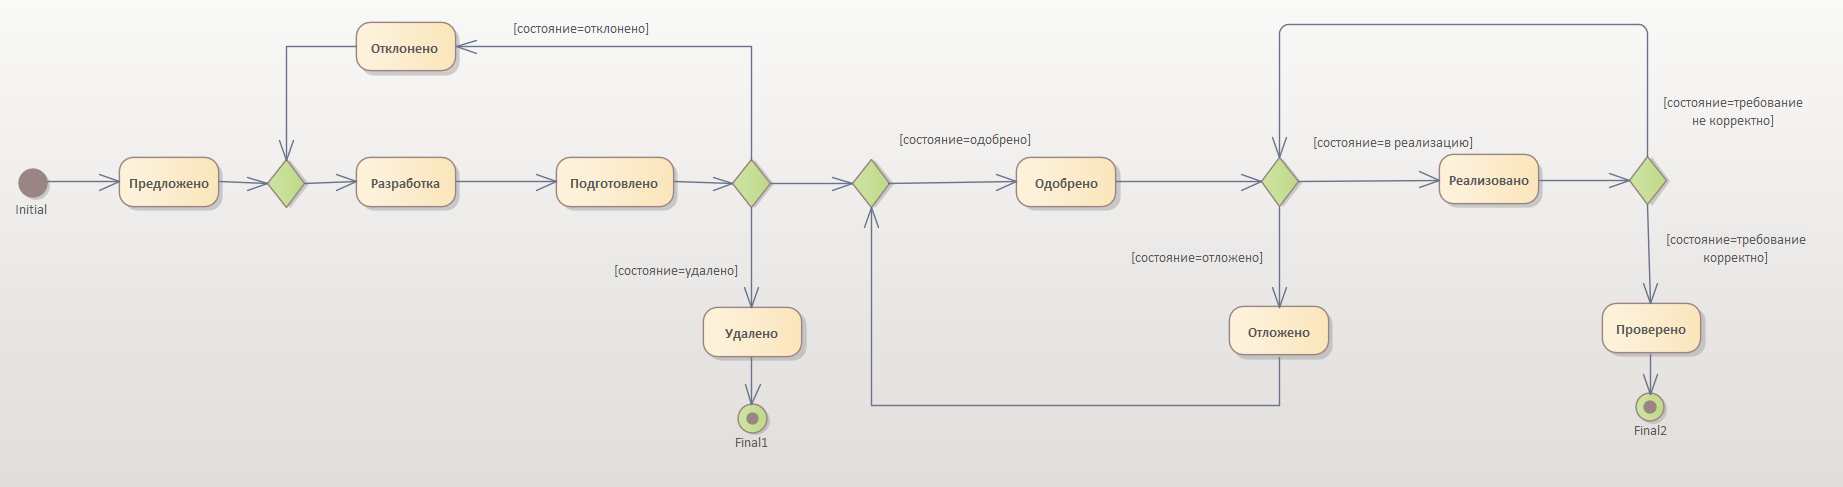 [состояние=отклонено]
Отклонено
[состояние=требование
не корректно]
[состояние=одобрено]
[состояние=в реализацию]
Initial
Предложено
Разработка
Подготовлено
Одобрено
Реализовано
[состояние=требование
корректно]
[состояние=отложено]
[состояние=удалено]
Удалено
Отложено
Проверено
Final1
Final2